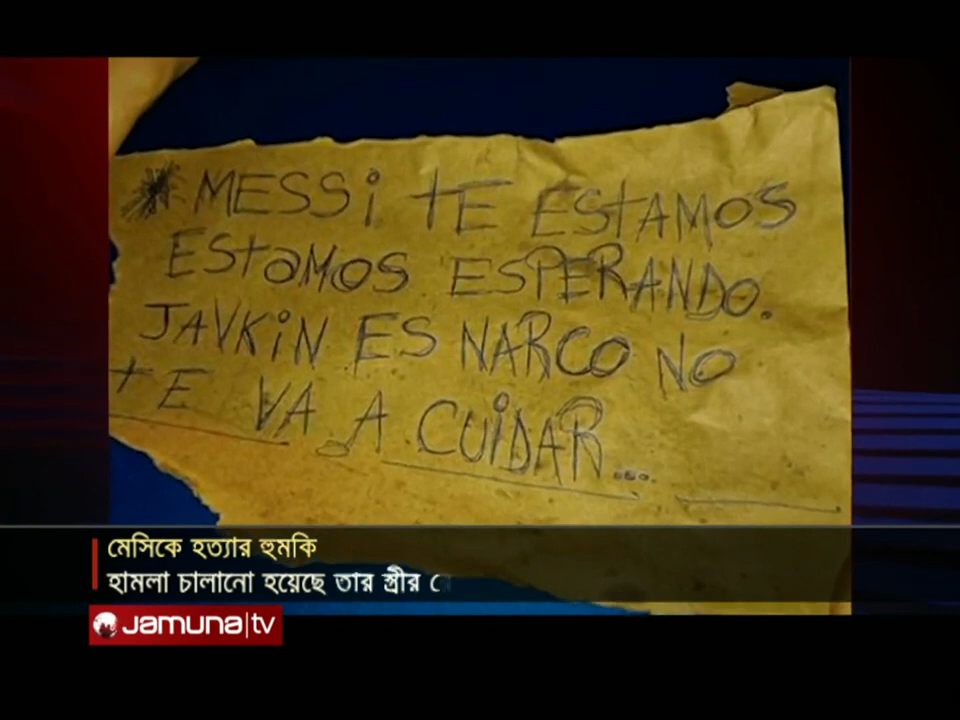 MESSi tE EStAMOS
EStaMOS ESPERANDO.
JAVKiN ES NARCO NO
tE VA A CUiDAR...
মেসিকে হত্যার হুমকি
হামলা চালানো হয়েছে তার স্ত্রীর
Jamuna|tv